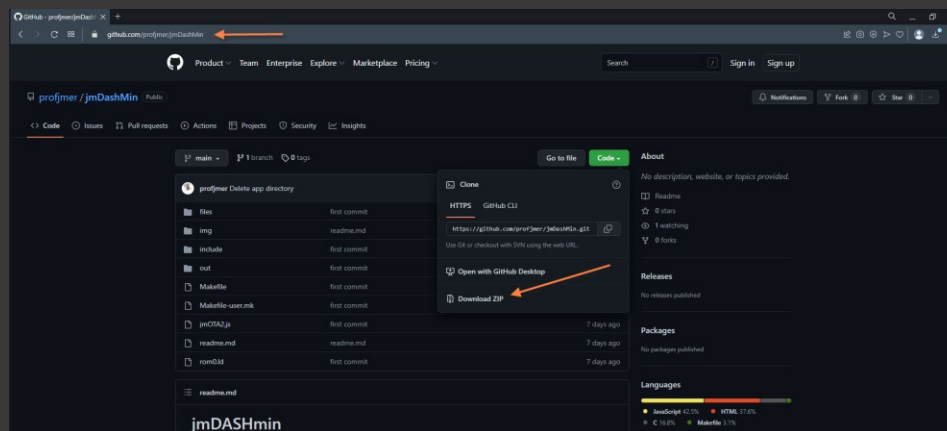 GitHub - profjmer/jmDashM
github.com/profjmer/jmDashMin
Product Team Enterprise Explore Marketplace Pricing
Search /
Sign in Sign up
profjmer / jmDashMin Public
Notifications Fork 0 Star 0
Code Issues Pull requests Actions Projects Security Insights
main 1 branch 0 tags
Go to file Code
profjmer Delete app directory
files first commit
img readme.md
include first commit
out first commit
Makefile first commit
Makefile-user.mk first commit
jmOTA2.js first commit 7 days ago
readme.md readme.md 7 days ago
rom0.ld first commit 7 days ago
Clone
HTTPS GitHub CLI
https://github.com/profjmer/jmDashMin.git
Use Git or checkout with SVN using the web URL.
Open with GitHub Desktop
Download ZIP
readme.md
jmDASHmin
About
No description, website, or topics provided.
Readme
0 stars
1 watching
0 forks
Releases
No releases published
Packages
No packages published
Languages
JavaScript 42.5% HTML 37.6%
C 16.8% Makefile 3.1%